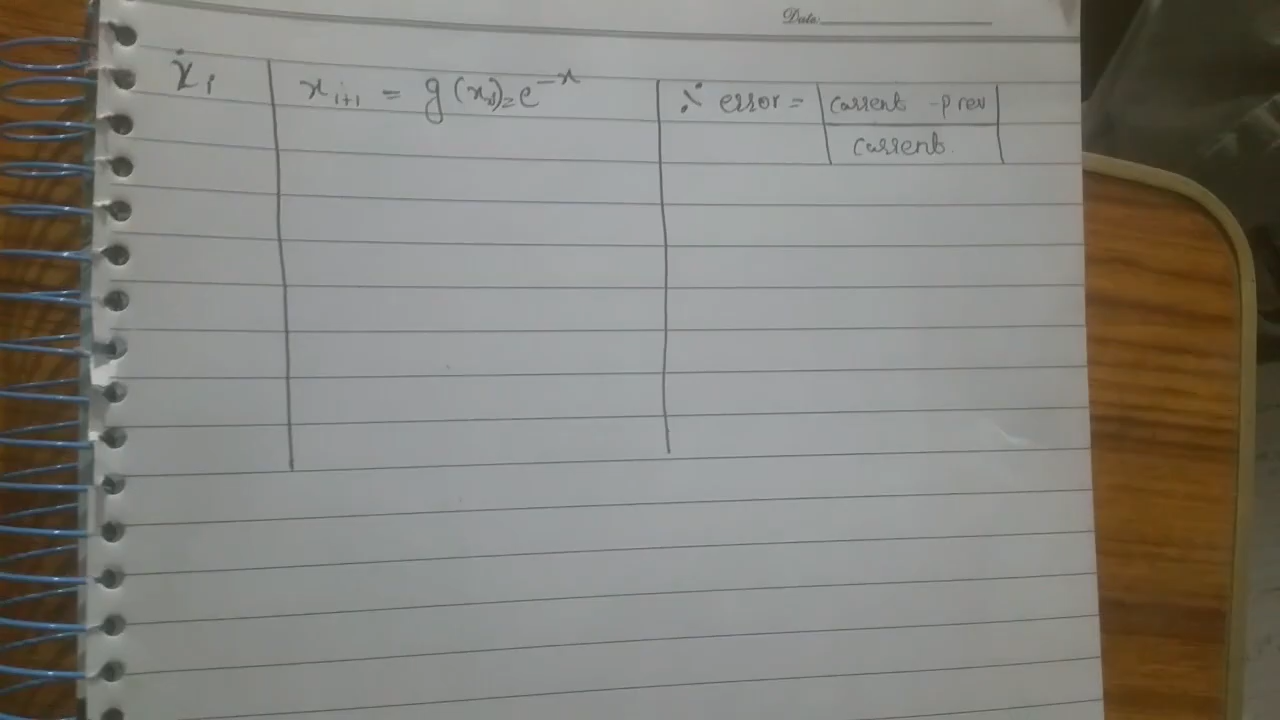 Date:
xᵢ xᵢ₊₁ = g(xᵢ) = e⁻ˣ ∴ error = |current - prev
current.|